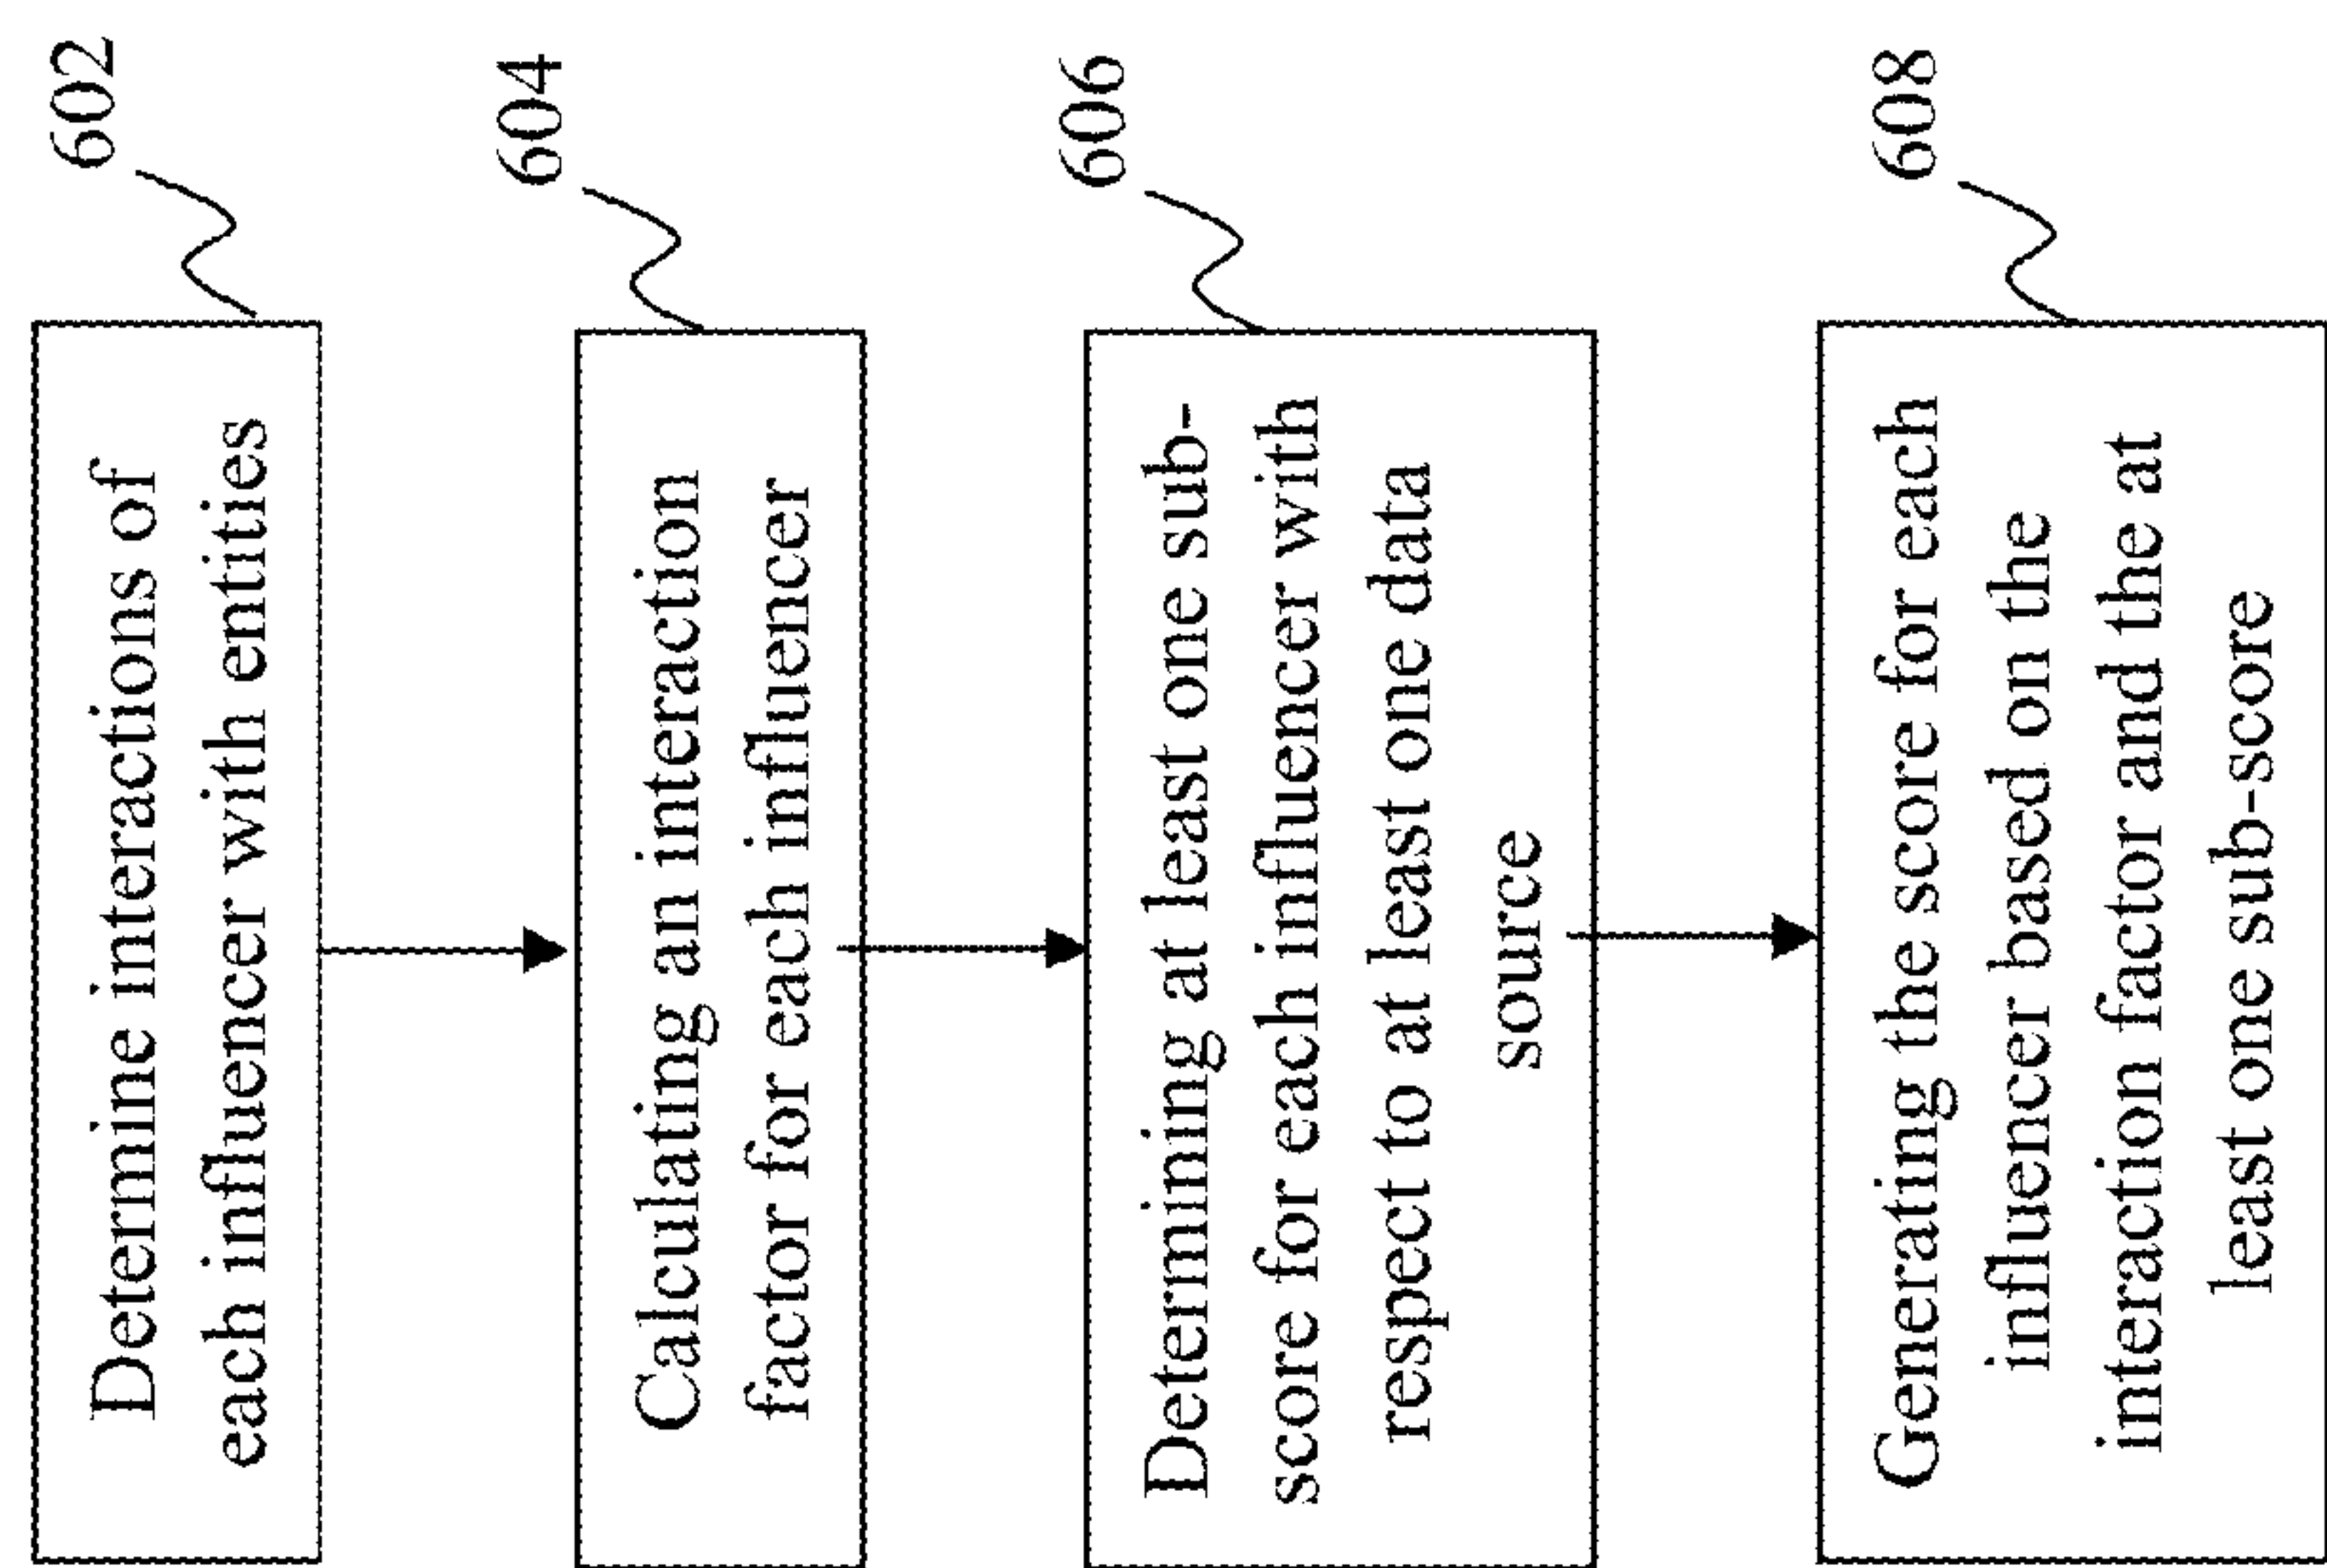 602
Determine interactions of
each influencer with entities
604
Calculating an interaction
factor for each influencer
606
Determining at least one sub-
score for each influencer with
respect to at least one data
source
608
Generating the score for each
influencer based on the
interaction factor and the at
least one sub-score